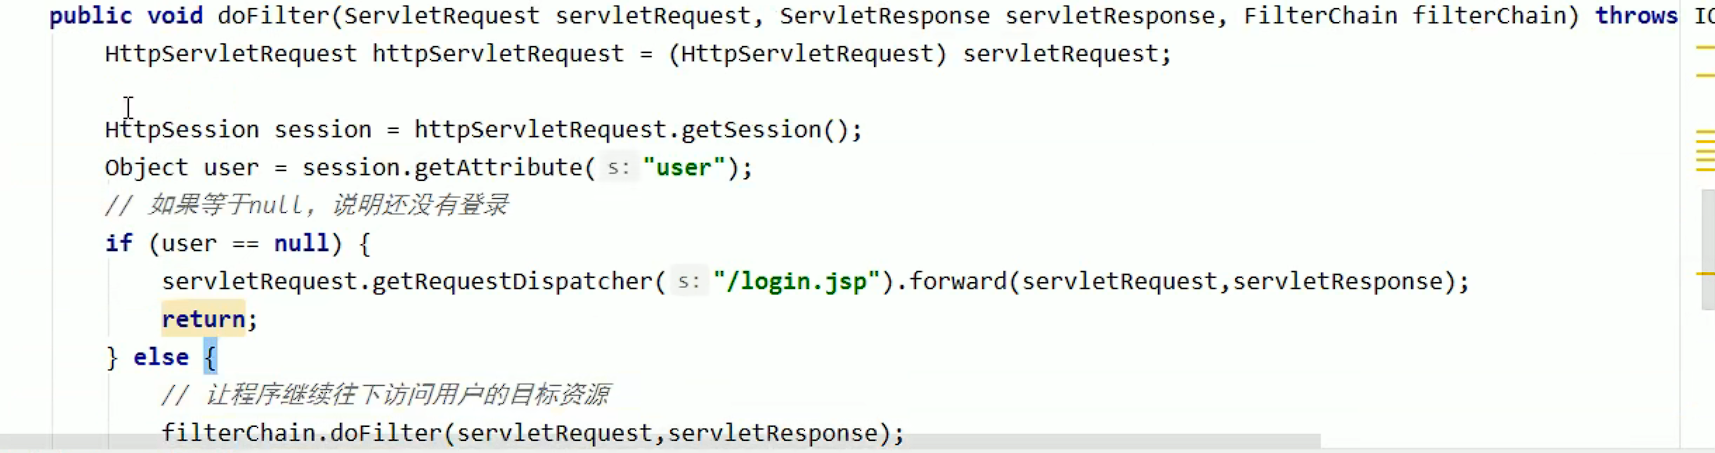 public void doFilter(ServletRequest servletRequest, ServletResponse servletResponse, FilterChain filterChain) throws
HttpServletRequest httpServletRequest = (HttpServletRequest) servletRequest;
HttpSession session = httpServletRequest.getSession();
Object user = session.getAttribute( s: "user");
// 如果等于null，说明还没有登录
if (user == null) {
servletRequest.getRequestDispatcher( s: "/login.jsp").forward(servletRequest,servletResponse);
return;
} else {
// 让程序继续往下访问用户的目标资源
filterChain.doFilter(servletRequest,servletResponse);